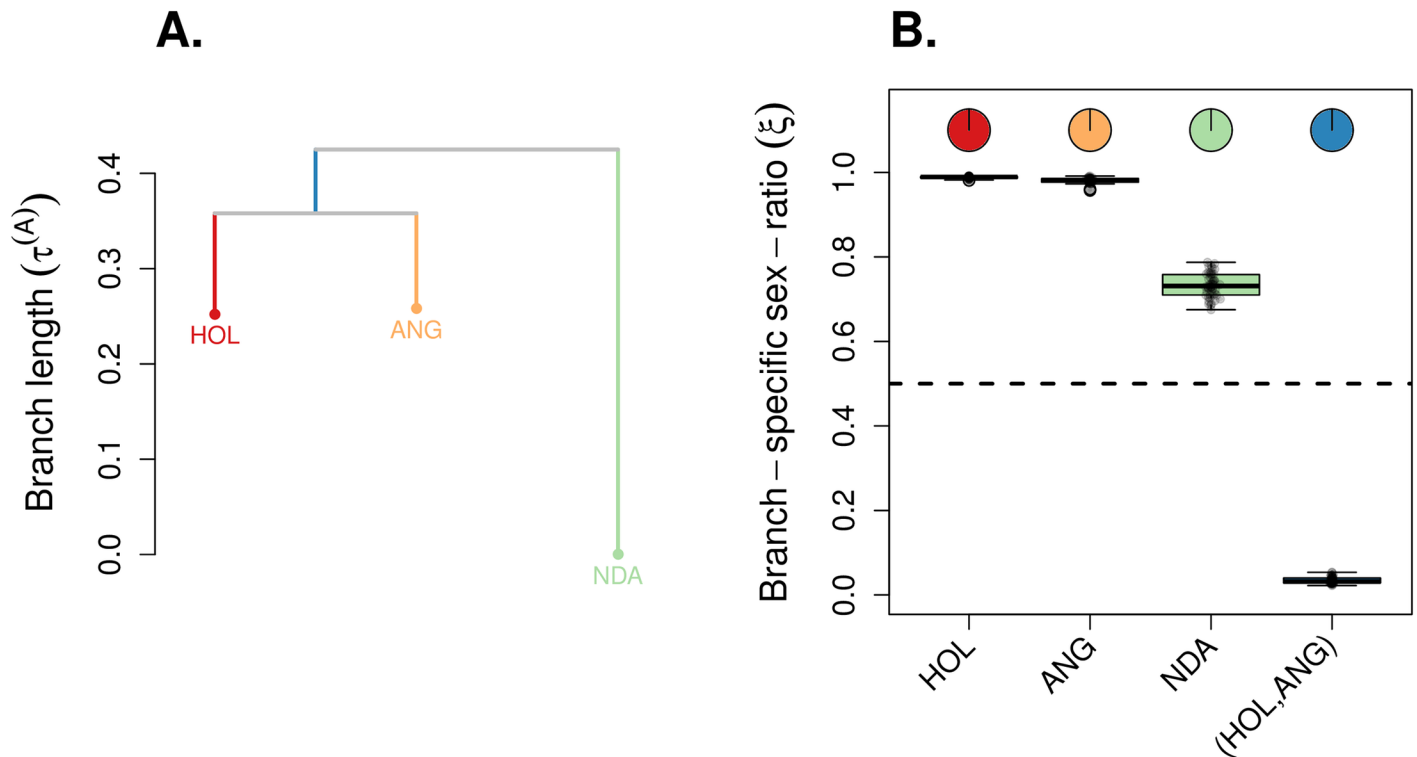 A.
Branch length (τ(A))
0.4
0.3
0.2
0.1
0.0
HOL
ANG
NDA
B.
Branch − specific sex − ratio (ξ)
1.0
0.8
0.6
0.4
0.2
0.0
HOL
ANG
NDA
(HOL,ANG)